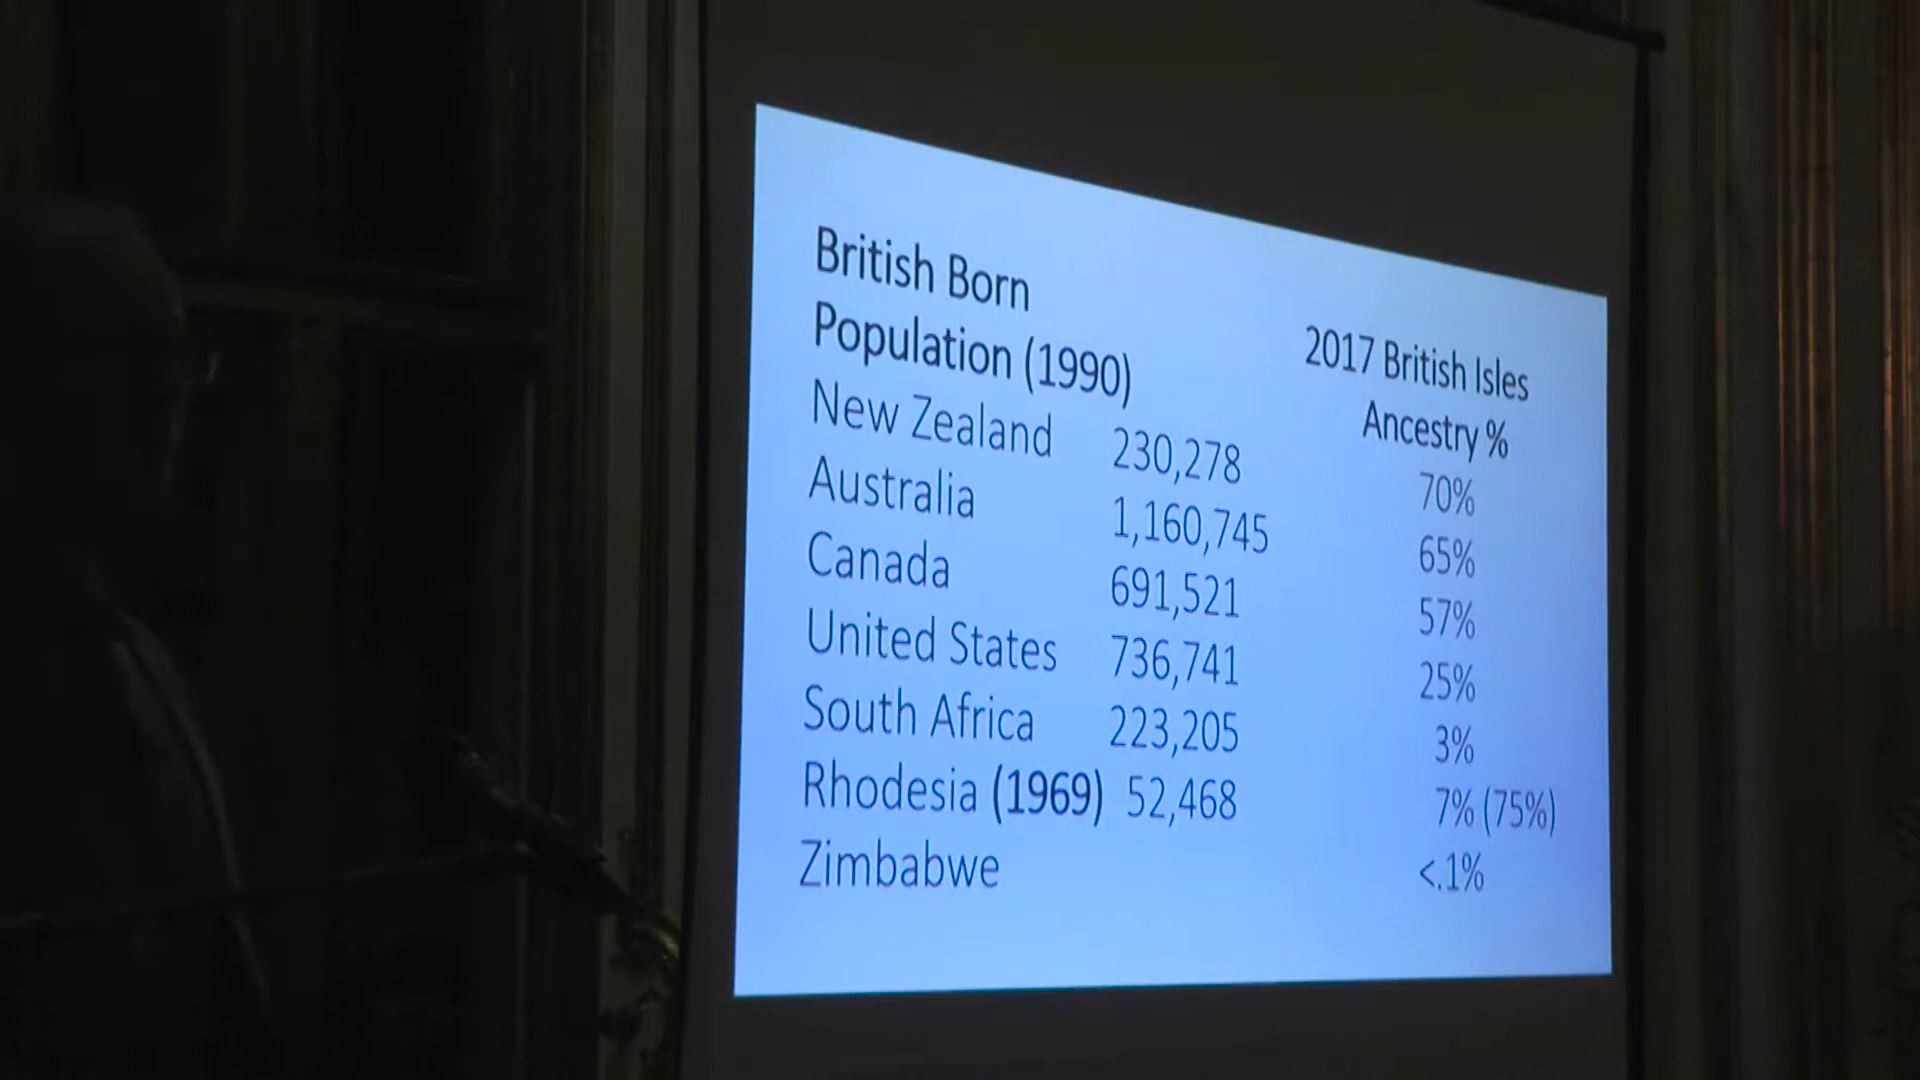 British Born
Population (1990)
2017 British Isles
Ancestry %
New Zealand 230,278 70%
Australia 1,160,745 65%
Canada 691,521 57%
United States 736,741 25%
South Africa 223,205 3%
Rhodesia (1969) 52,468 7% (75%)
Zimbabwe <.1%